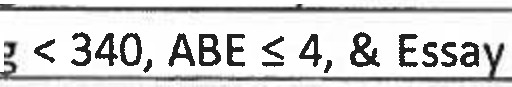 < 340, ABE ≤ 4, & Essay